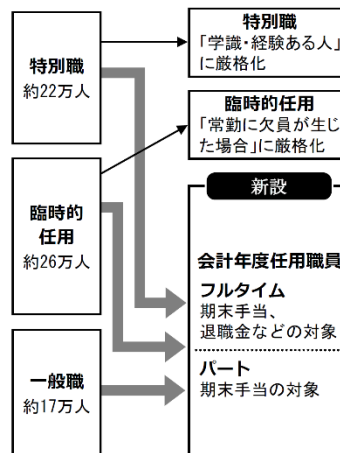 特別職
約22万人
臨時的
任用
約26万人
一般職
約17万人
特別職
「学識・経験ある人」
に厳格化
臨時的任用
「常勤に欠員が生じ
た場合」に厳格化
新設
会計年度任用職員
フルタイム
期末手当、
退職金などの対象
パート
期末手当の対象